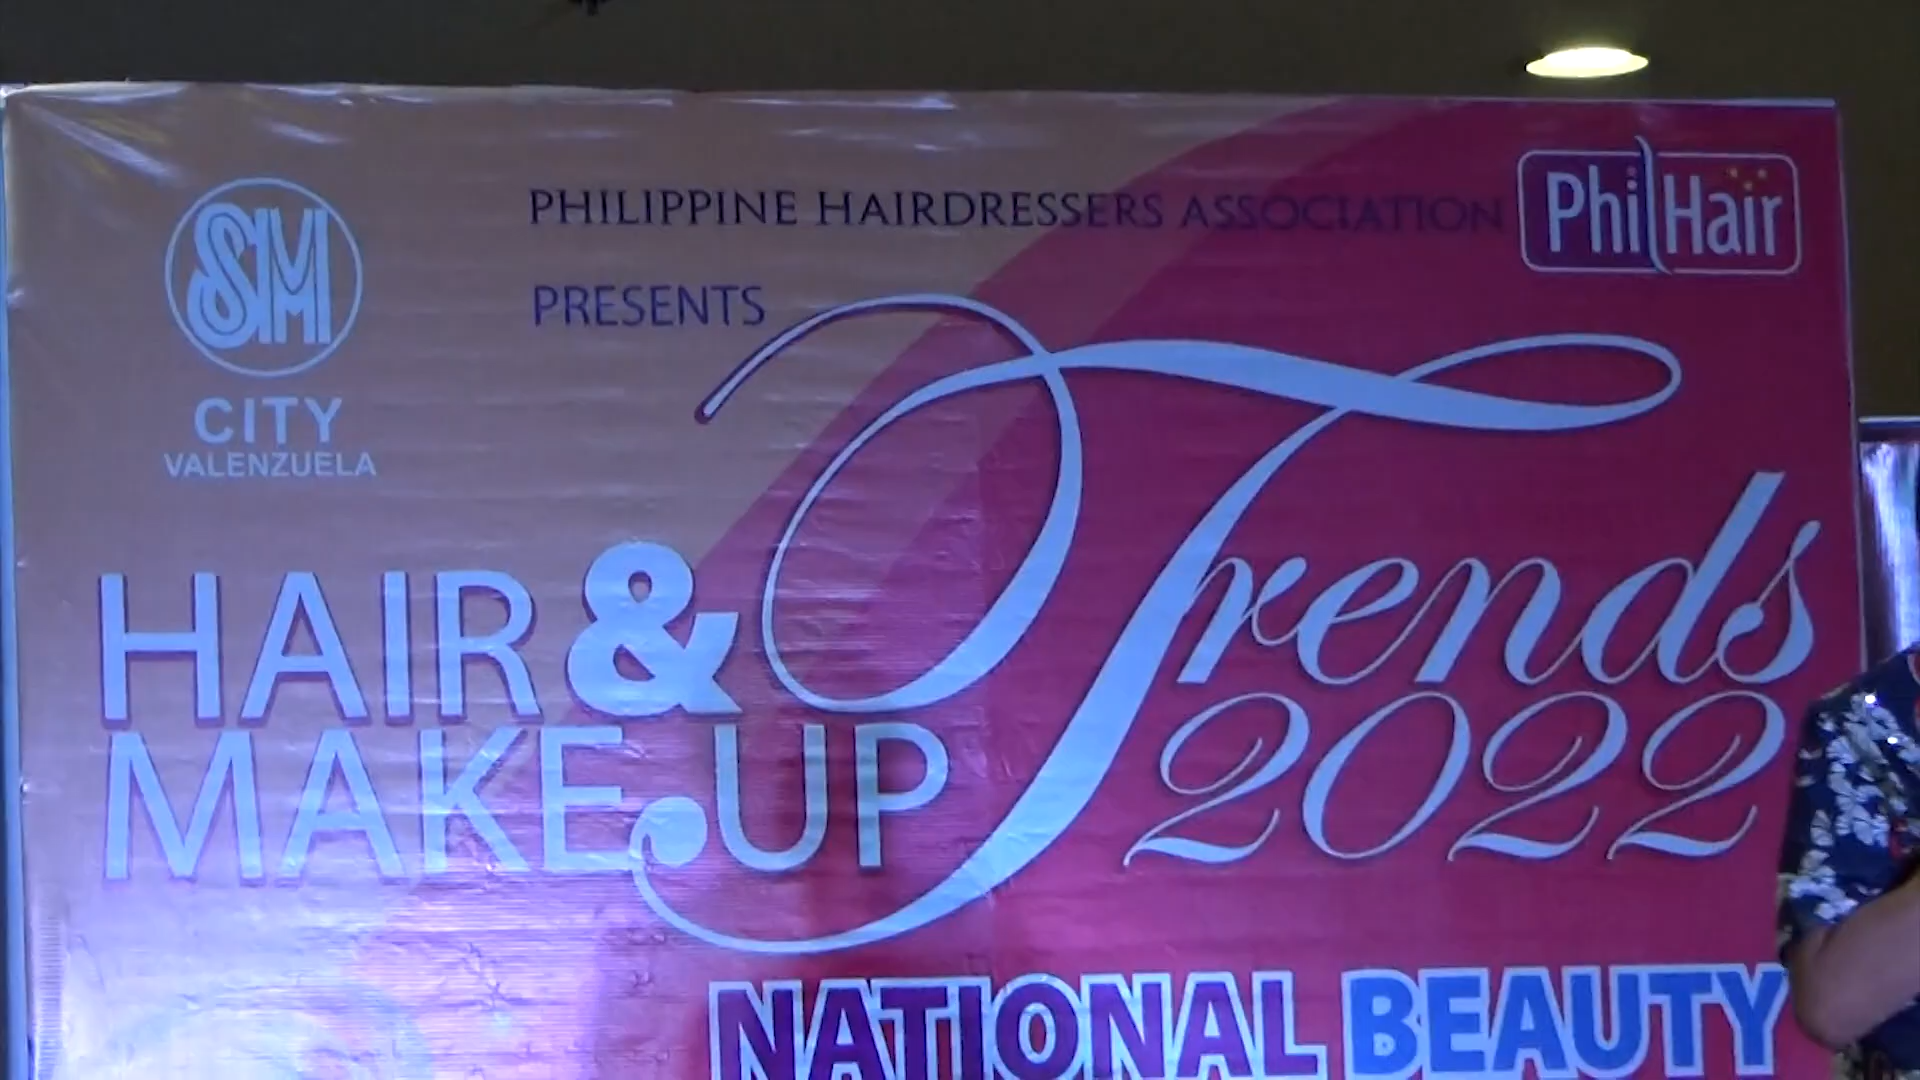 SM
CITY
VALENZUELA
PHILIPPINE HAIRDRESSERS ASSOCIATION
PhilHair
PRESENTS
HAIR & MAKE-UP
Trends
2022
NATIONAL BEAUTY